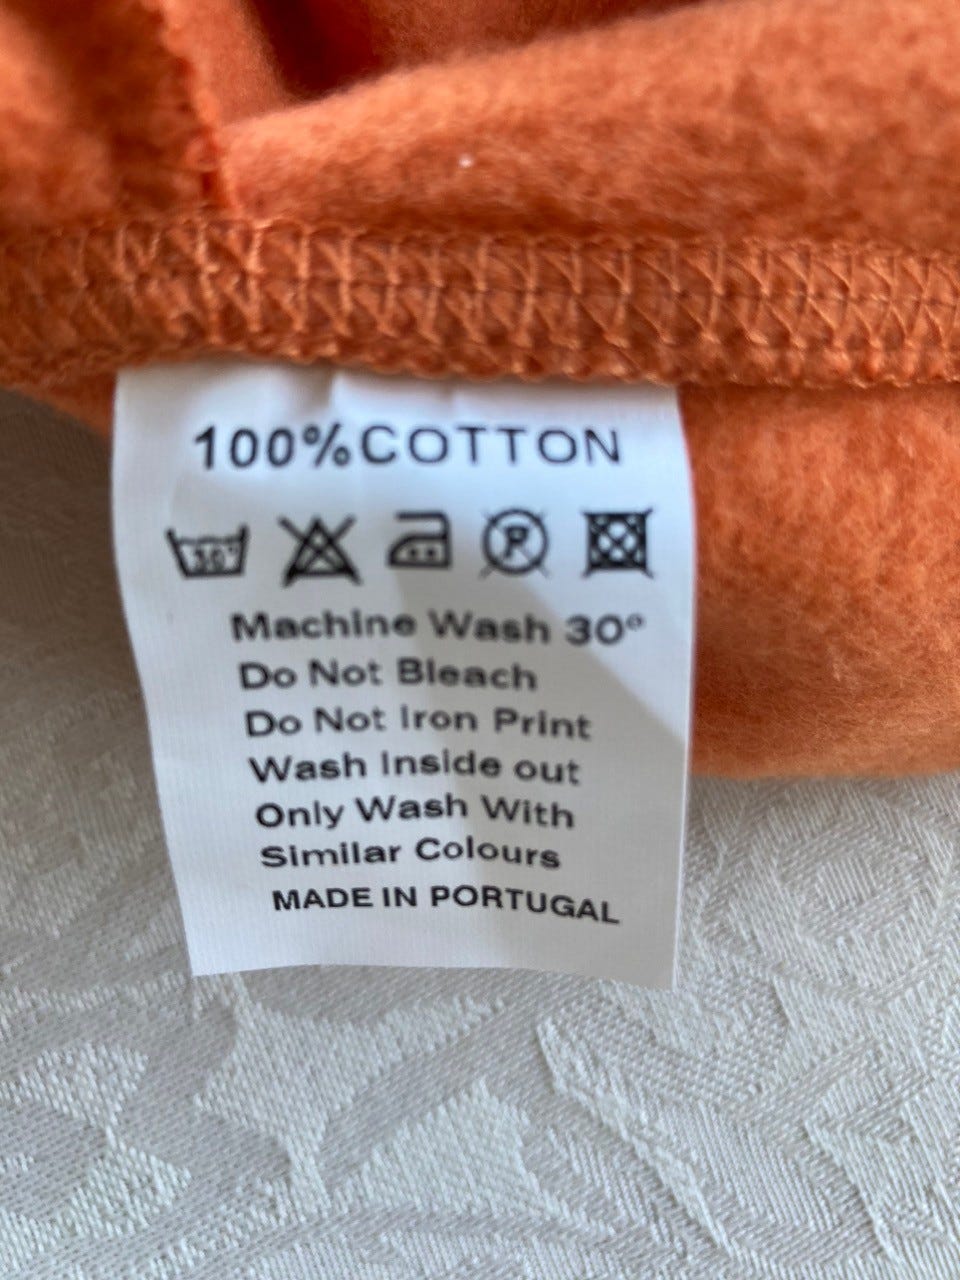 100%COTTON
30° P
Machine Wash 30°
Do Not Bleach
Do Not Iron Print
Wash Inside out
Only Wash With
Similar Colours
MADE IN PORTUGAL